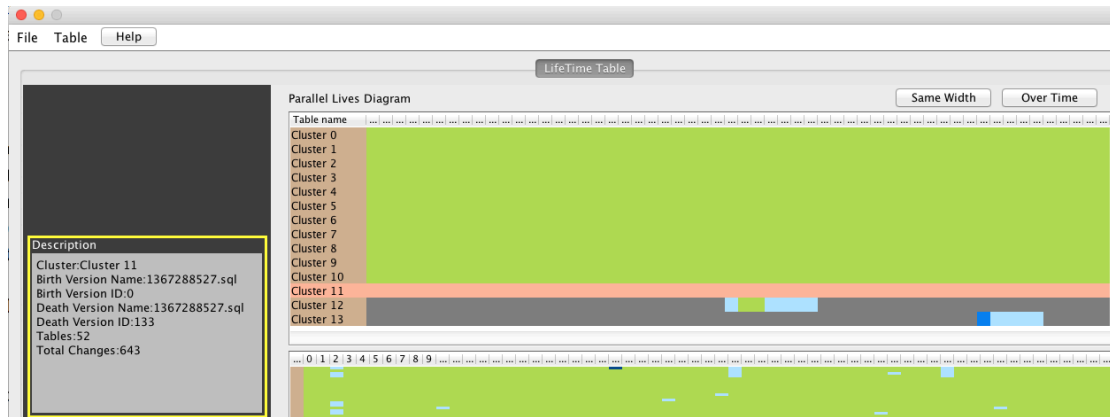 File Table Help
LifeTime Table
Parallel Lives Diagram Same Width Over Time
Table name ... ... ... ... ... ... ... ... ... ... ... ... ... ... ... ... ... ... ... ... ... ... ... ... ... ... ... ... ... ... ... ... ... ... ... ... ... ... ... ... ... ... ... ... ... ... ... ... ... ... ... ... ... ... ... ...
Cluster 0
Cluster 1
Cluster 2
Cluster 3
Cluster 4
Cluster 5
Cluster 6
Cluster 7
Cluster 8
Cluster 9
Cluster 10
Cluster 11
Cluster 12
Cluster 13
Description
Cluster:Cluster 11
Birth Version Name:1367288527.sql
Birth Version ID:0
Death Version Name:1367288527.sql
Death Version ID:133
Tables:52
Total Changes:643
... 0 1 2 3 4 5 6 7 8 9 ... ... ... ... ... ... ... ... ... ... ... ... ... ... ... ... ... ... ... ... ... ... ... ... ... ... ... ... ... ... ... ... ... ... ... ... ... ... ... ... ... ... ... ... ... ... ... ... ... ... ...